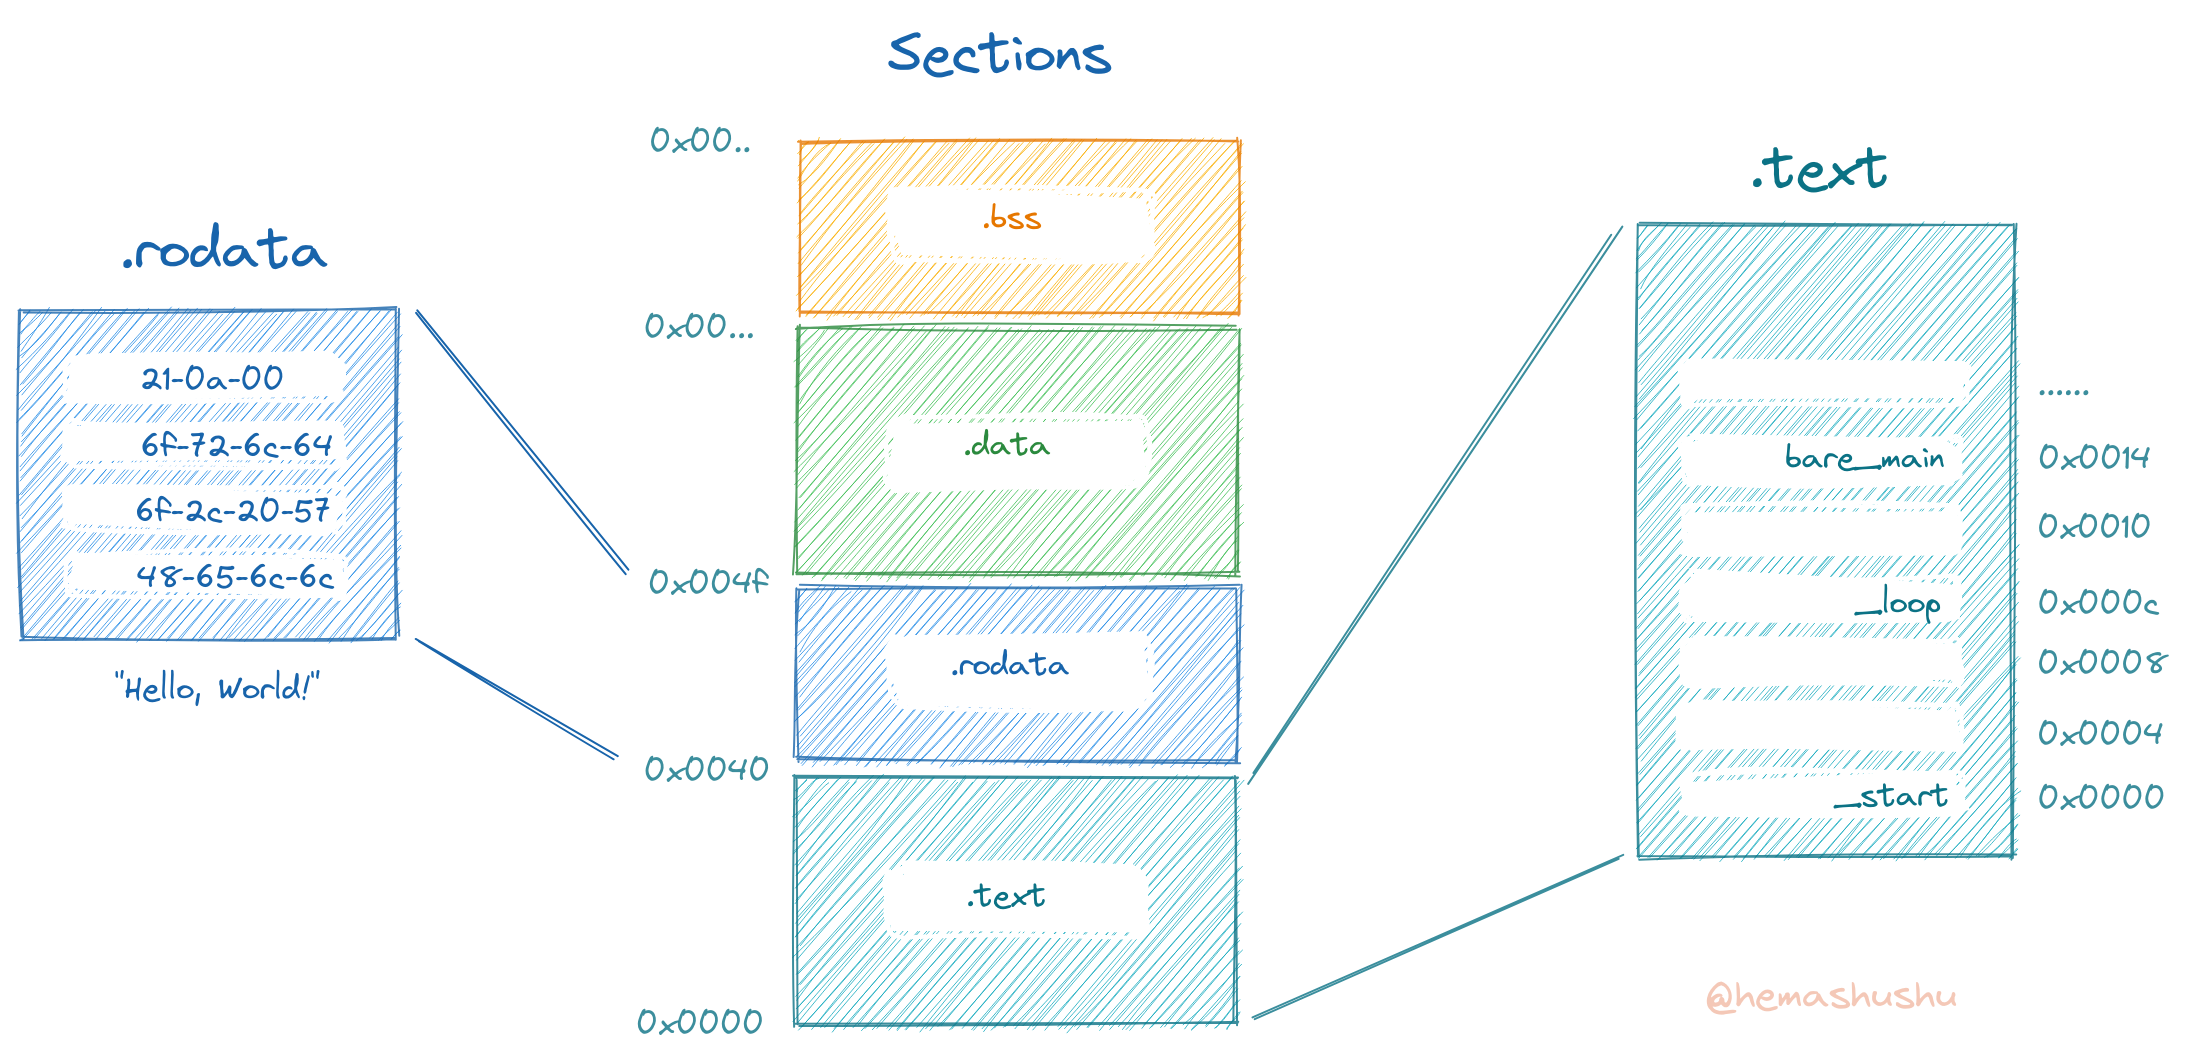 Sections
.rodata
21-0a-00
6f-72-6c-64
6f-2c-20-57
48-65-6c-6c
"Hello, World!"
0x00..
.bss
0x00...
.data
0x004f
.rodata
0x0040
.text
0x0000
.text
......
bare_main 0x0014
0x0010
_loop 0x000c
0x0008
0x0004
_start 0x0000
@hemashushu